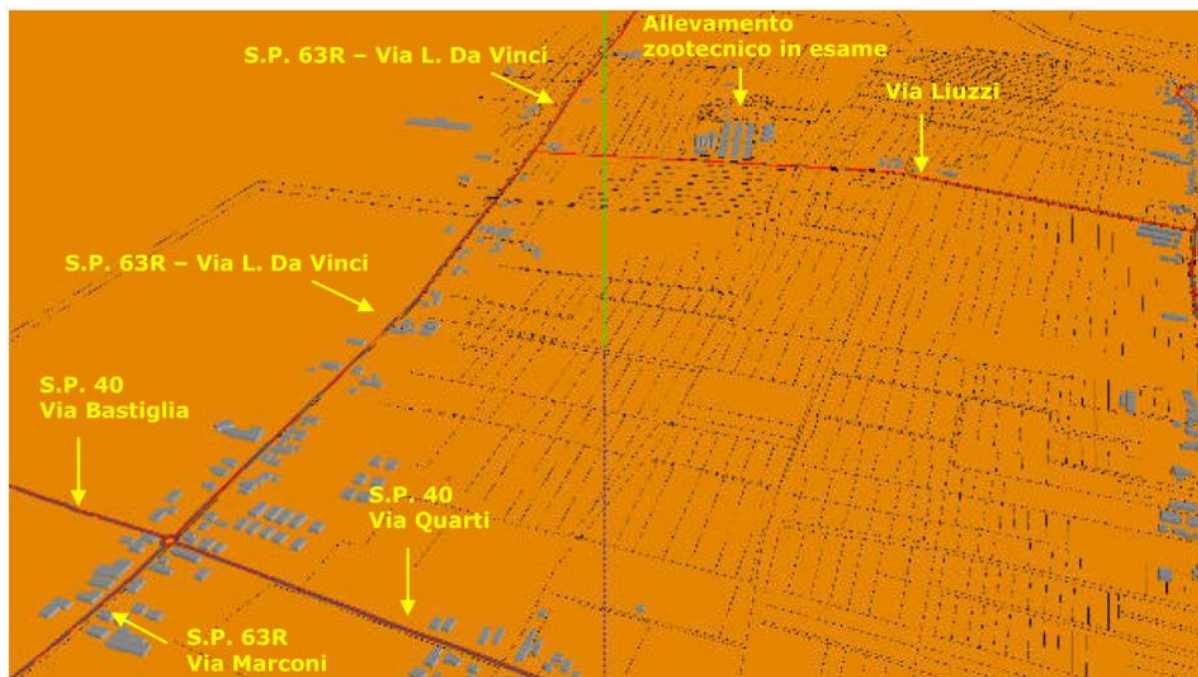 Allevamento
zootecnico in esame
S.P. 63R – Via L. Da Vinci
Via Liuzzi
S.P. 63R – Via L. Da Vinci
S.P. 40
Via Bastiglia
S.P. 40
Via Quarti
S.P. 63R
Via Marconi